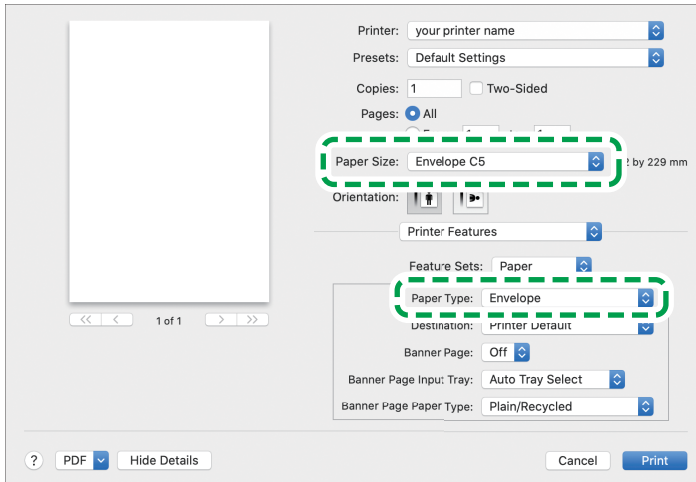 Printer: your printer name
Presets: Default Settings
Copies: 1 Two-Sided
Pages: All
Paper Size: Envelope C5 2 by 229 mm
Orientation:
Printer Features
Feature Sets: Paper
Paper Type: Envelope
Destination: Printer Default
Banner Page: Off
Banner Page Input Tray: Auto Tray Select
Banner Page Paper Type: Plain/Recycled
<< < 1 of 1 > >>
? PDF Hide Details Cancel Print